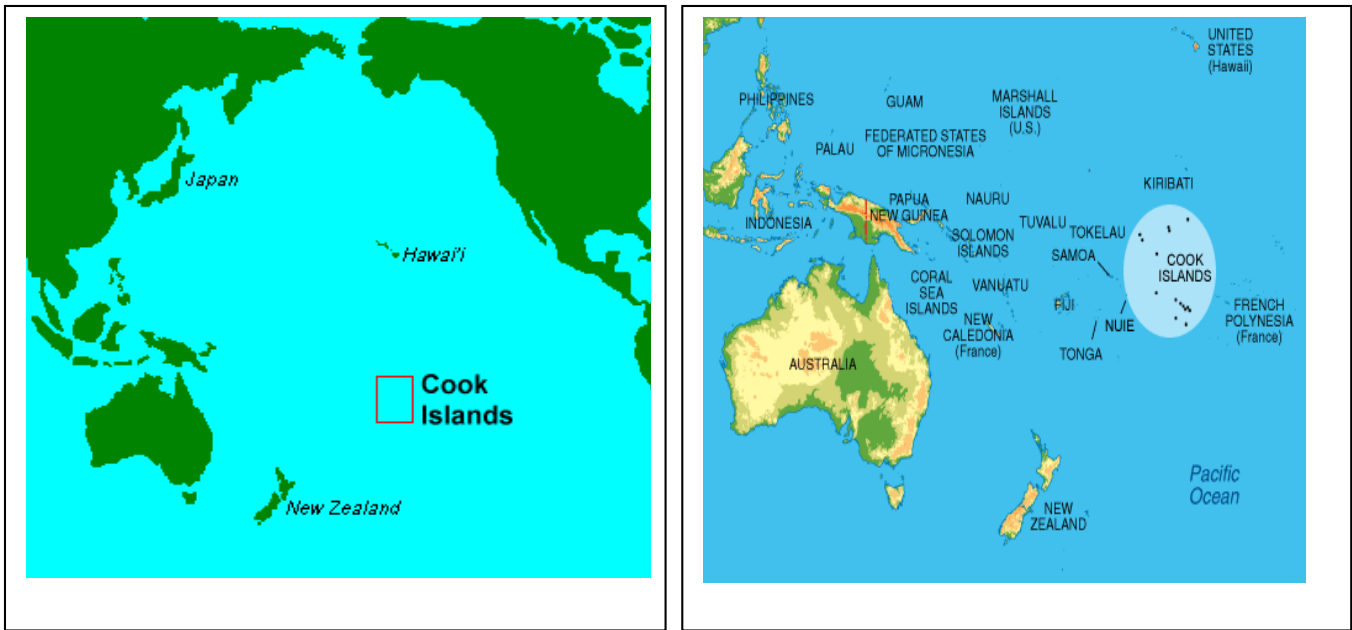 Japan
Hawai'i
Cook
Islands
New Zealand
UNITED
STATES
(Hawaii)
PHILIPPINES
GUAM
MARSHALL
ISLANDS
(U.S.)
FEDERATED STATES
OF MICRONESIA
PALAU
KIRIBATI
PAPUA
NEW GUINEA
NAURU
INDONESIA
TUVALU
TOKELAU
SOLOMON
ISLANDS
SAMOA
COOK
ISLANDS
CORAL
SEA
ISLANDS
VANUATU
FIJI
NUIE
FRENCH
POLYNESIA
(France)
NEW
CALEDONIA
(France)
TONGA
AUSTRALIA
Pacific
Ocean
NEW
ZEALAND